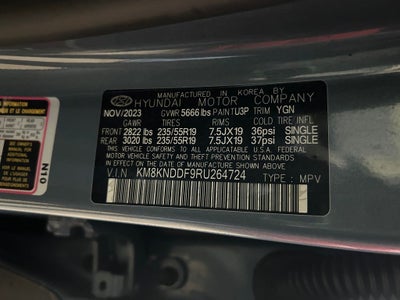 MANUFACTURED IN KOREA BY
HYUNDAI MOTOR COMPANY
NOV/2023 GVWR 5666 lbs PAINT U3P TRIM YGN
GAWR TIRES RIMS COLD TIRE INFL
FRONT 2822 lbs 235/55R19 7.5JX19 36psi SINGLE
REAR 3020 lbs 235/55R19 7.5JX19 37psi SINGLE
THIS VEHICLE CONFORMS TO ALL APPLICABLE U.S.A FEDERAL
MOTOR VEHICLE SAFETY AND THEFT PREVENTION STANDARDS
IN EFFECT ON THE DATE OF MANUFACTURE SHOWN ABOVE.
V.I.N KM8KNDDF9RU264724 TYPE : MPV
N10